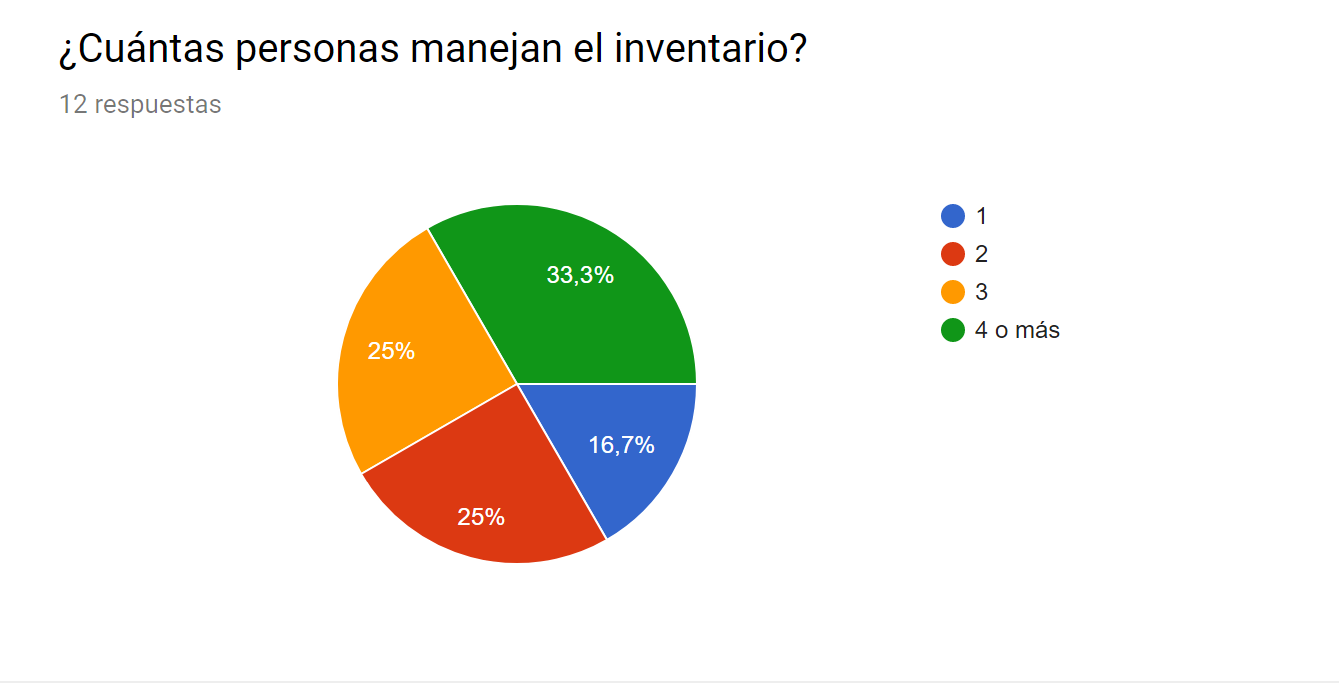 ¿Cuántas personas manejan el inventario?
12 respuestas
33,3%
25%
25%
16,7%
1
2
3
4 o más